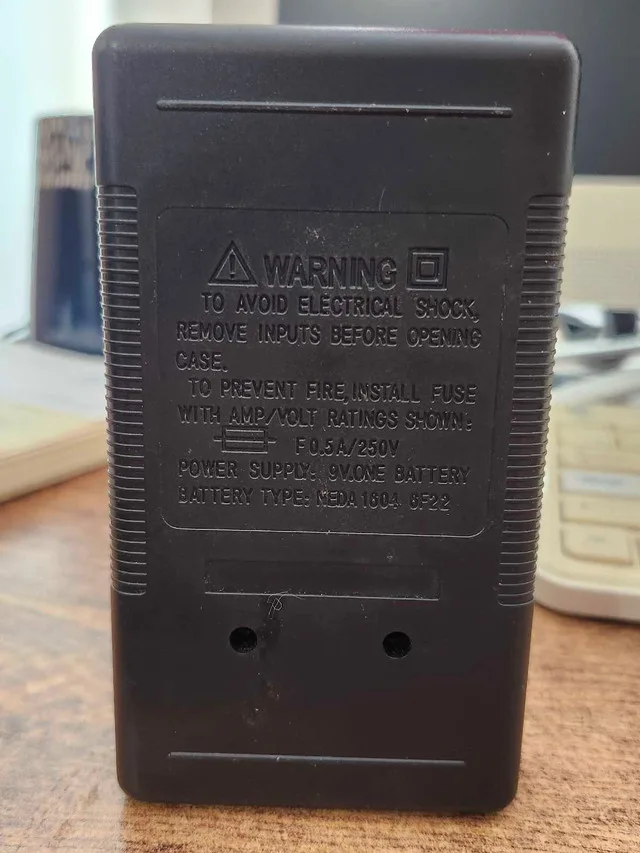 WARNING
TO AVOID ELECTRICAL SHOCK,
REMOVE INPUTS BEFORE OPENING
CASE.
TO PREVENT FIRE, INSTALL FUSE
WITH AMP/VOLT RATINGS SHOWN:
F 0.5A/250V
POWER SUPPLY: 9V.ONE BATTERY
BATTERY TYPE: NEDA 1604 6F22